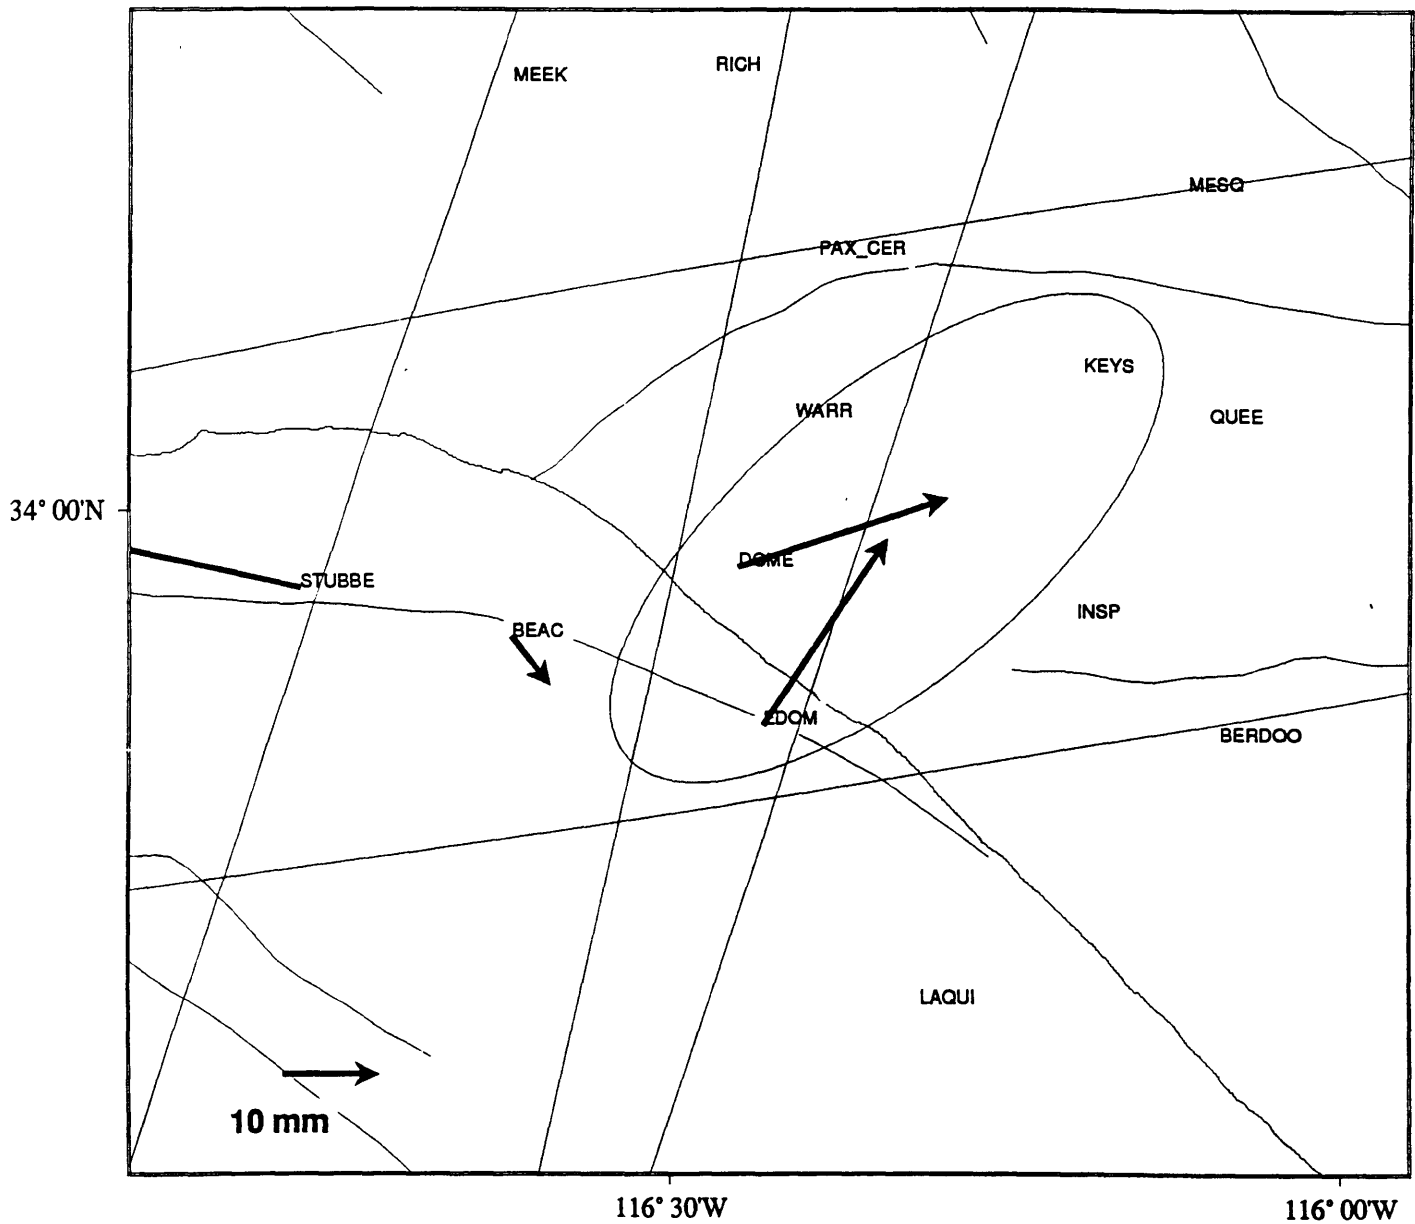 RICH
MEEK
MESQ
PAX_CER
KEYS
WARR
QUEE
34° 00'N
DOME
STUBBE
INSP
BEAC
EDOM
BERDOO
LAQUI
10 mm
116° 30'W
116° 00'W